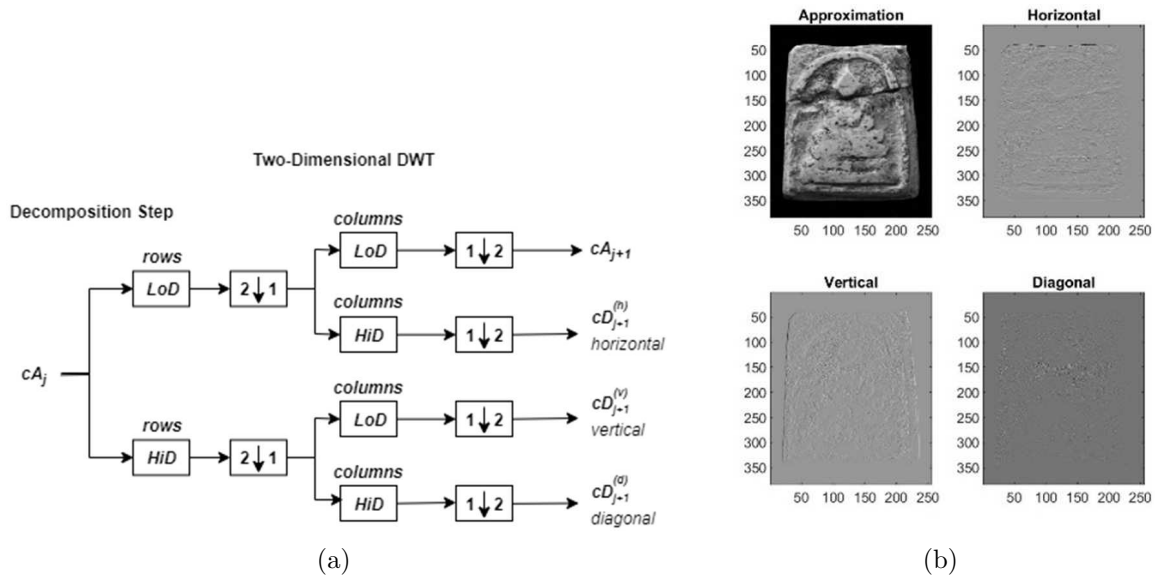 Two-Dimensional DWT
Decomposition Step
columns
rows
LoD
1↓2
cA_{j+1}
LoD
2↓1
columns
HiD
1↓2
cD_{j+1}^{(h)}
horizontal
cA_j
columns
rows
LoD
1↓2
cD_{j+1}^{(v)}
vertical
HiD
2↓1
columns
HiD
1↓2
cD_{j+1}^{(d)}
diagonal
(a)
Approximation
50
100
150
200
250
300
350
50 100 150 200 250
Horizontal
50
100
150
200
250
300
350
50 100 150 200 250
Vertical
50
100
150
200
250
300
350
50 100 150 200 250
Diagonal
50
100
150
200
250
300
350
50 100 150 200 250
(b)